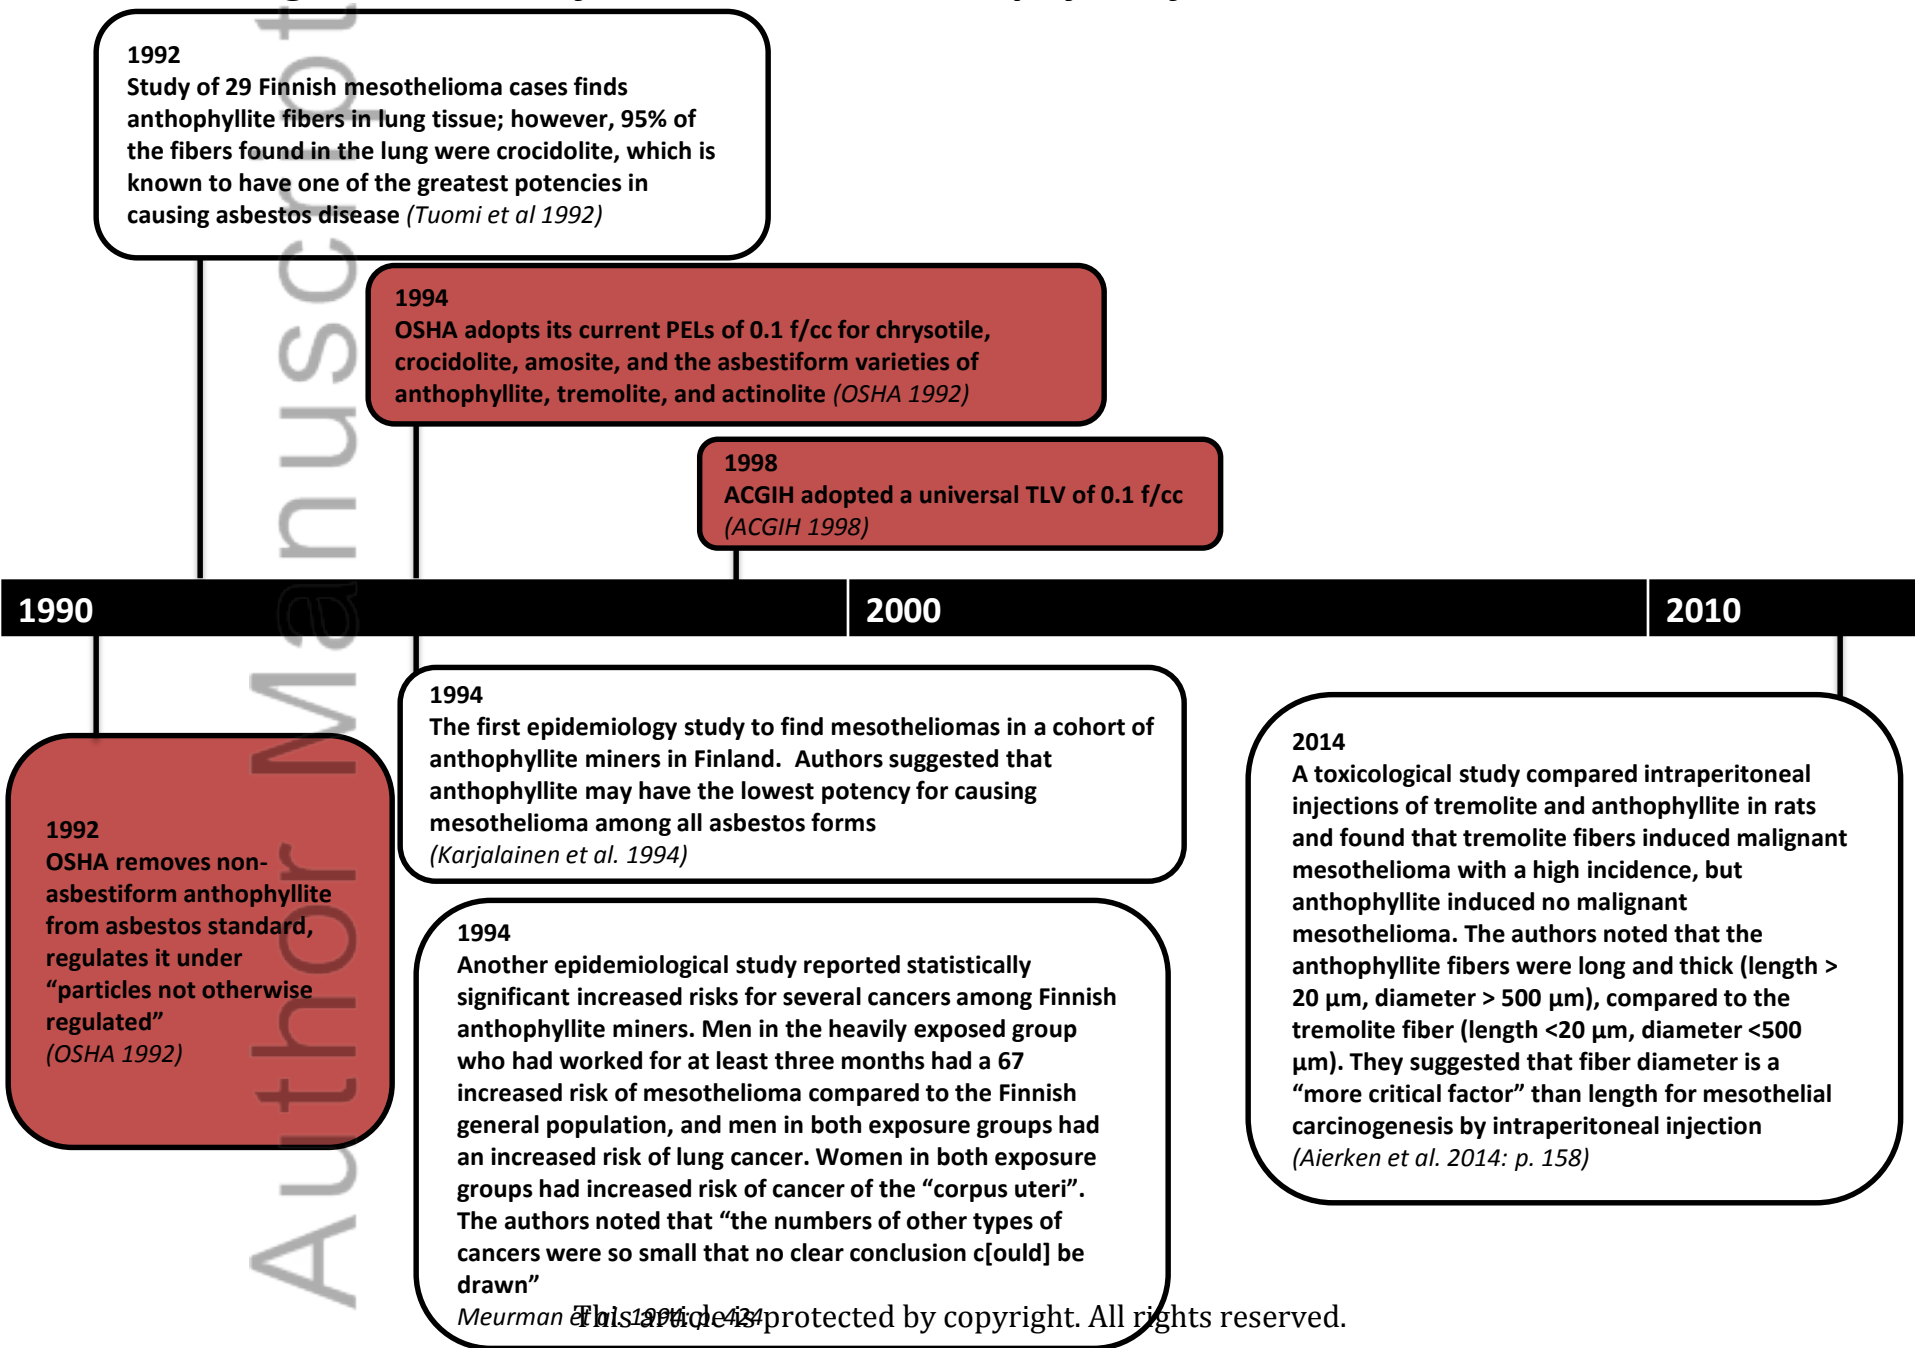 1992
Study of 29 Finnish mesothelioma cases finds
anthophyllite fibers in lung tissue; however, 95% of
the fibers found in the lung were crocidolite, which is
known to have one of the greatest potencies in
causing asbestos disease (Tuomi et al 1992)
1994
OSHA adopts its current PELs of 0.1 f/cc for chrysotile,
crocidolite, amosite, and the asbestiform varieties of
anthophyllite, tremolite, and actinolite (OSHA 1992)
1998
ACGIH adopted a universal TLV of 0.1 f/cc
(ACGIH 1998)
1990
2000
2010
1992
OSHA removes non-
asbestiform anthophyllite
from asbestos standard,
regulates it under
“particles not otherwise
regulated”
(OSHA 1992)
1994
The first epidemiology study to find mesotheliomas in a cohort of
anthophyllite miners in Finland.  Authors suggested that
anthophyllite may have the lowest potency for causing
mesothelioma among all asbestos forms
(Karjalainen et al. 1994)
1994
Another epidemiological study reported statistically
significant increased risks for several cancers among Finnish
anthophyllite miners. Men in the heavily exposed group
who had worked for at least three months had a 67
increased risk of mesothelioma compared to the Finnish
general population, and men in both exposure groups had
an increased risk of lung cancer. Women in both exposure
groups had increased risk of cancer of the “corpus uteri”.
The authors noted that “the numbers of other types of
cancers were so small that no clear conclusion c[ould] be
drawn”
Meurman et al. 1994: p. 424
2014
A toxicological study compared intraperitoneal
injections of tremolite and anthophyllite in rats
and found that tremolite fibers induced malignant
mesothelioma with a high incidence, but
anthophyllite induced no malignant
mesothelioma. The authors noted that the
anthophyllite fibers were long and thick (length >
20 µm, diameter > 500 µm), compared to the
tremolite fiber (length <20 µm, diameter <500
µm). They suggested that fiber diameter is a
“more critical factor” than length for mesothelial
carcinogenesis by intraperitoneal injection
(Aierken et al. 2014: p. 158)
This article is protected by copyright. All rights reserved.
Author Manuscript